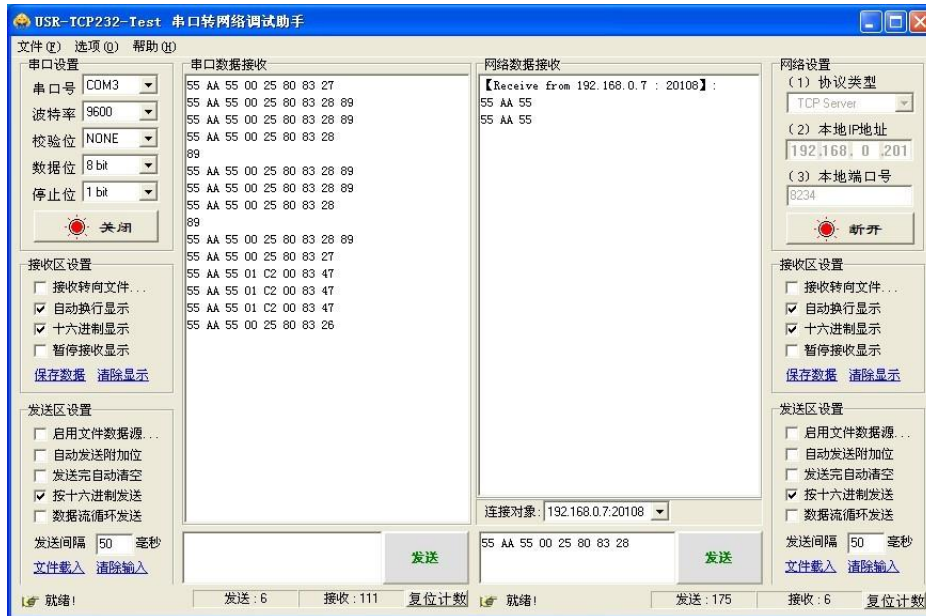 USR-TCP232-Test 串口转网络调试助手
文件(F) 选项(O) 帮助(H)
串口设置
串口号 COM3
波特率 9600
校验位 NONE
数据位 8 bit
停止位 1 bit
关闭
接收区设置
接收转向文件...
自动换行显示
十六进制显示
暂停接收显示
保存数据 清除显示
发送区设置
启用文件数据源...
自动发送附加位
发送完自动清空
按十六进制发送
数据流循环发送
发送间隔 50 毫秒
文件载入 清除输入
串口数据接收
55 AA 55 00 25 80 83 27
55 AA 55 00 25 80 83 28 89
55 AA 55 00 25 80 83 28 89
55 AA 55 00 25 80 83 28
89
55 AA 55 00 25 80 83 28 89
55 AA 55 00 25 80 83 28 89
55 AA 55 00 25 80 83 28
89
55 AA 55 00 25 80 83 28 89
55 AA 55 00 25 80 83 27
55 AA 55 01 C2 00 83 47
55 AA 55 01 C2 00 83 47
55 AA 55 01 C2 00 83 47
55 AA 55 00 25 80 83 26
发送
网络数据接收
【Receive from 192.168.0.7 : 20108】:
55 AA 55
55 AA 55
连接对象: 192.168.0.7:20108
55 AA 55 00 25 80 83 28
发送
网络设置
(1) 协议类型
TCP Server
(2) 本地IP地址
192.168. 0 .201
(3) 本地端口号
8234
断开
接收区设置
接收转向文件...
自动换行显示
十六进制显示
暂停接收显示
保存数据 清除显示
发送区设置
启用文件数据源...
自动发送附加位
发送完自动清空
按十六进制发送
数据流循环发送
发送间隔 50 毫秒
文件载入 清除输入
就绪! 发送:6 接收:111 复位计数
就绪! 发送:175 接收:6 复位计数